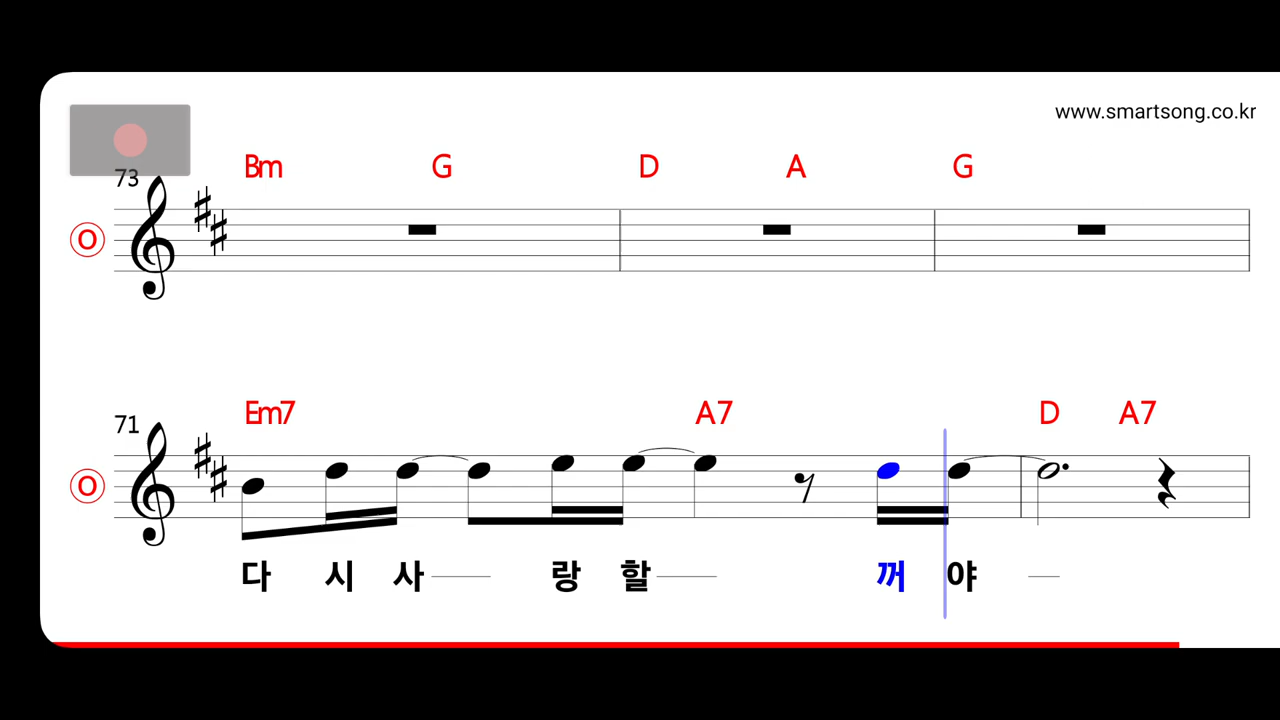 www.smartsong.co.kr
Bm G D A G
73
O
Em7 A7 D A7
71
O
다 시 사 랑 할 꺼 야